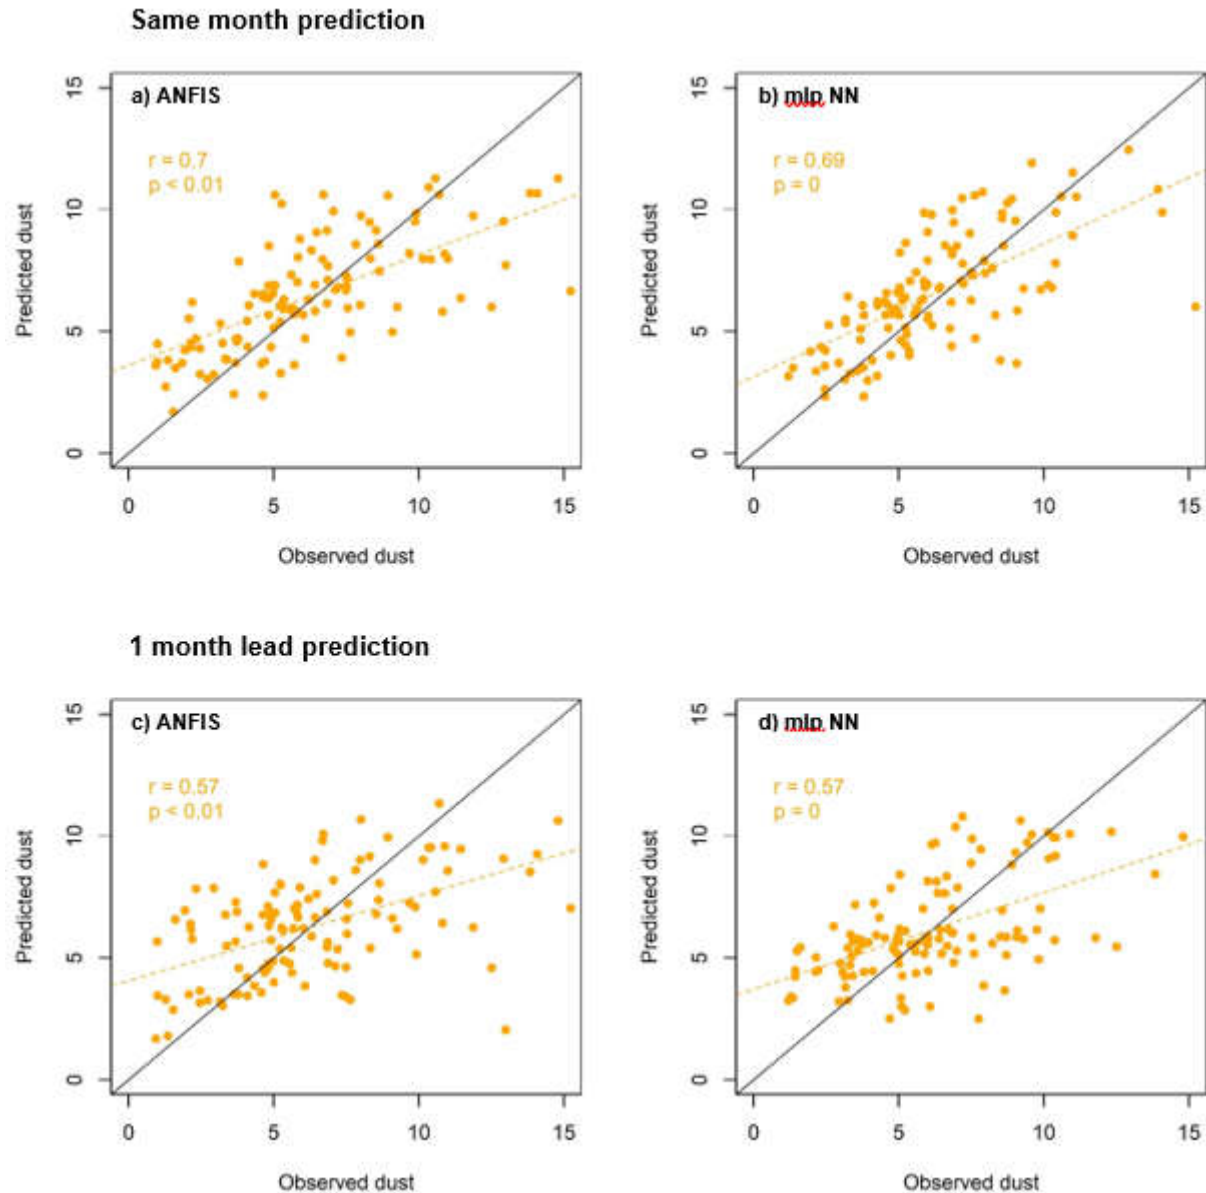 Same month prediction
a) ANFIS
r = 0.7
p < 0.01
15
10
5
0
Predicted dust
0 5 10 15
Observed dust
b) mlp NN
r = 0.69
p = 0
15
10
5
0
Predicted dust
0 5 10 15
Observed dust
1 month lead prediction
c) ANFIS
r = 0.57
p < 0.01
15
10
5
0
Predicted dust
0 5 10 15
Observed dust
d) mlp NN
r = 0.57
p = 0
15
10
5
0
Predicted dust
0 5 10 15
Observed dust